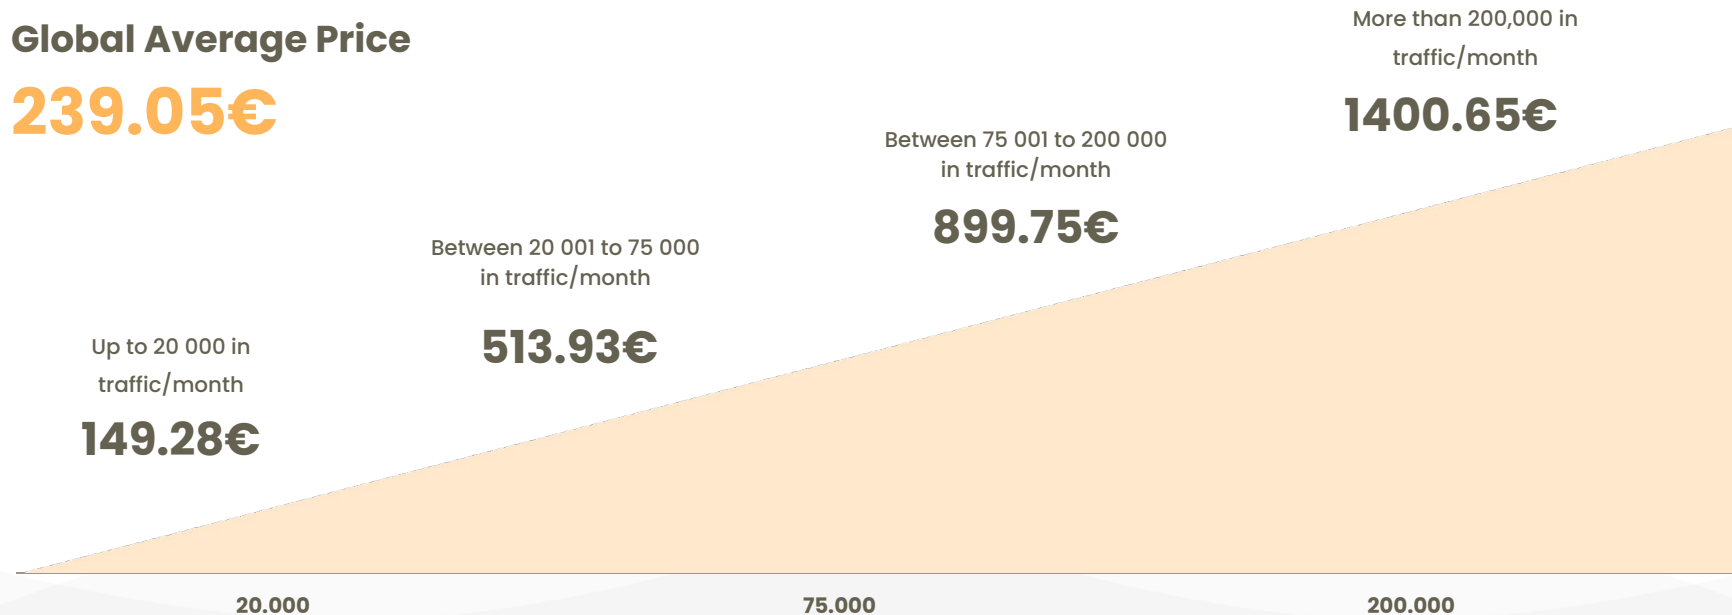 Global Average Price
239.05€
Up to 20 000 in
traffic/month
149.28€
Between 20 001 to 75 000
in traffic/month
513.93€
Between 75 001 to 200 000
in traffic/month
899.75€
More than 200,000 in
traffic/month
1400.65€
20.000
75.000
200.000